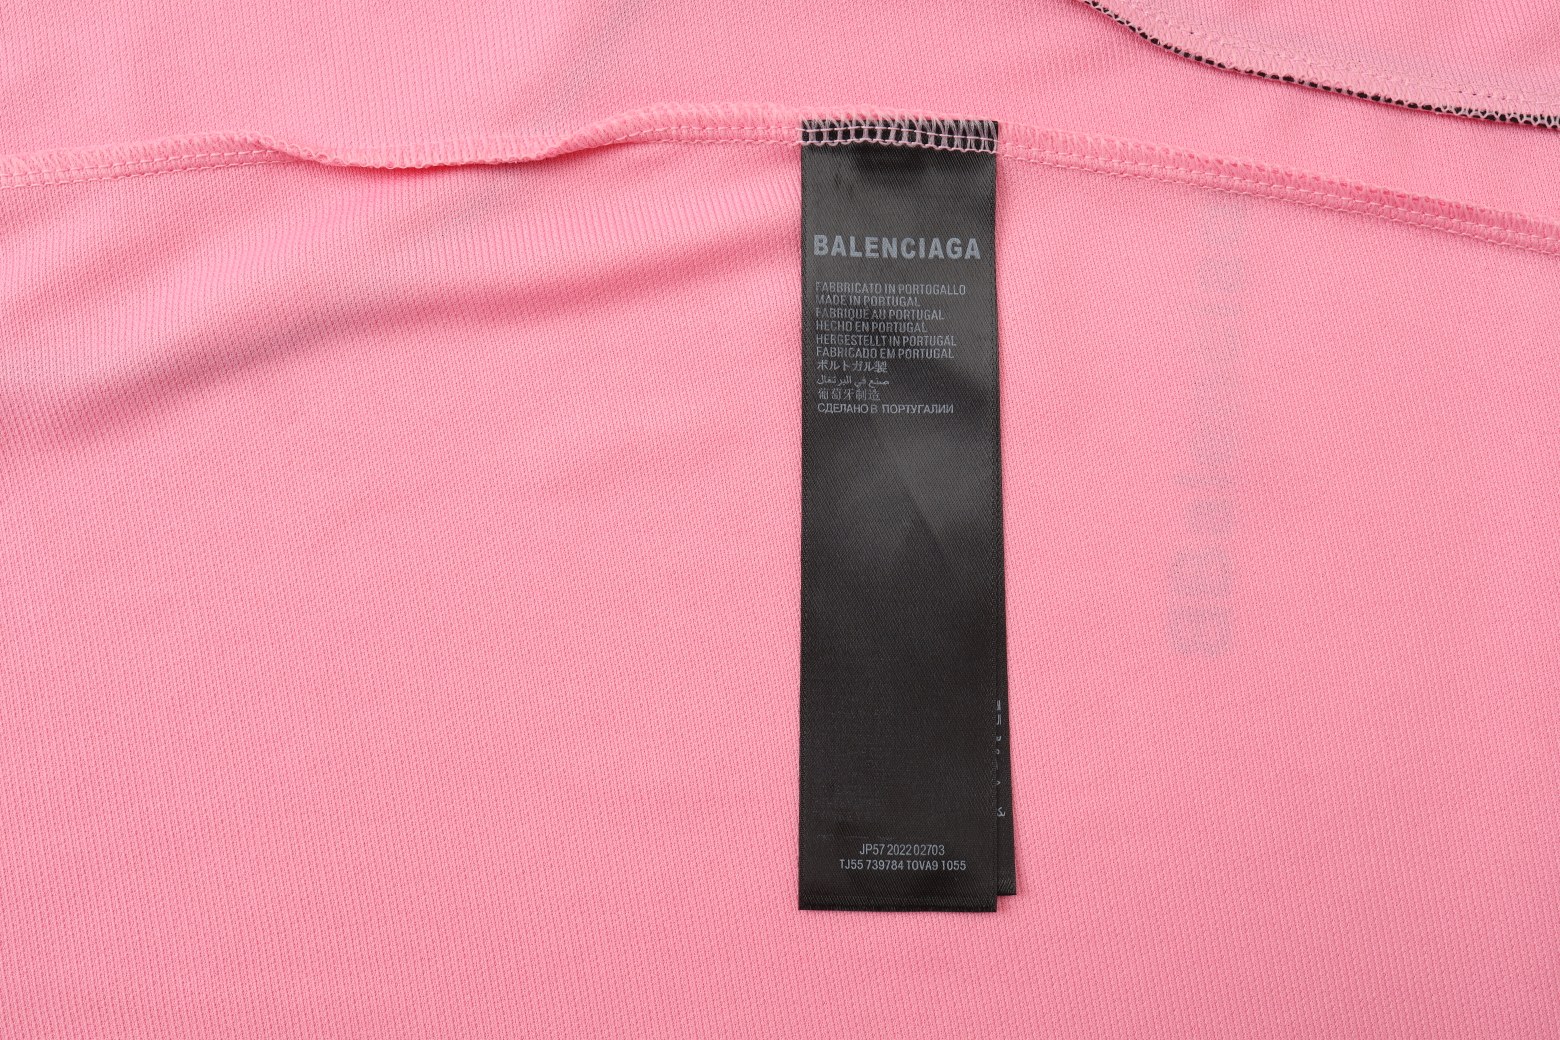 BALENCIAGA
FABBRICATO IN PORTOGALLO
MADE IN PORTUGAL
FABRIQUÉ AU PORTUGAL
HECHO EN PORTUGAL
HERGESTELLT IN PORTUGAL
FABRICADO EM PORTUGAL
ポルトガル製
صنع في البرتغال
葡萄牙制造
СДЕЛАНО В ПОРТУГАЛИИ
JP57 2022 02703
TJ55 739784 TOVA9 1055